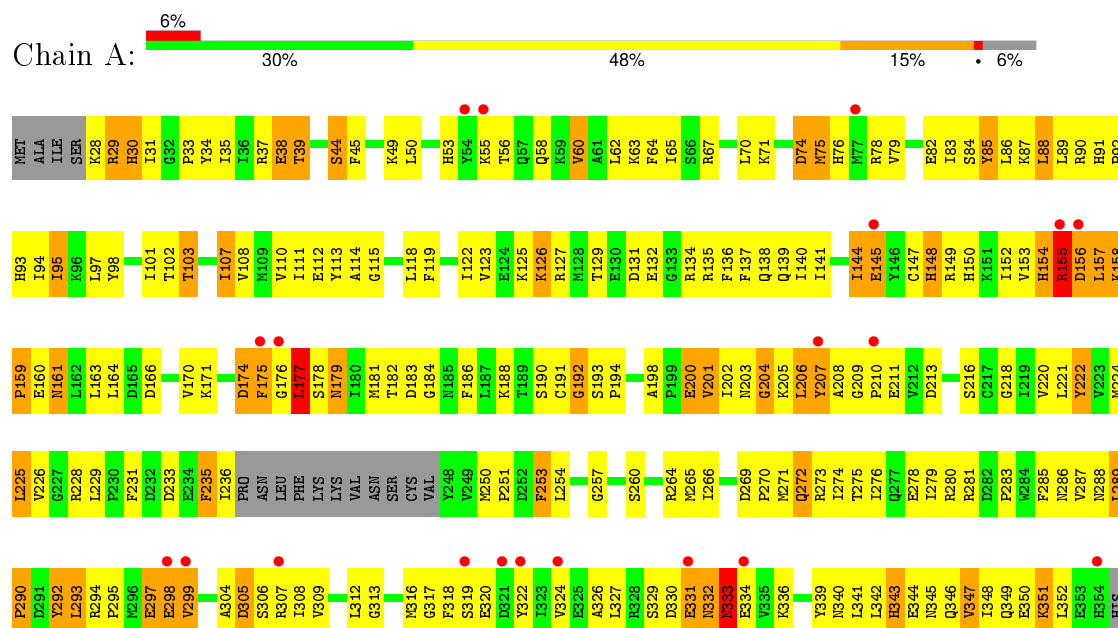 6%
Chain A:
30% 48% 15% • 6%
MET ALA ILE SER K28 R29 H30 I31 G32 P33 Y34 I35 I36 R37 E38 T39 S44 F45 K49 L50 H53 Y54 K55 T56 Q57 Q58 K59 V60 A61 L62 K63 F64 I65 S66 R67 L70 K71 D74 M75 H76 M77 R78 V79 E82 I83 S84 Y85 L86 K87 L88 L89 R90 H91 P92
H93 I94 I95 K96 L97 Y98 I101 T102 T103 I107 V108 M109 V110 I111 E112 Y113 A114 G115 L118 F119 I122 V123 E124 K125 K126 R127 M128 T129 E130 D131 E132 G133 R134 R135 F136 F137 Q138 Q139 I140 I141 I144 E145 Y146 C147 H148 R149 H150 K151 I152 V153 H154 R155 D156 L157 K158
P159 E160 N161 L162 L163 L164 D165 D166 V170 K171 D174 F175 G176 L177 S178 N179 I180 M181 T182 D183 G184 N185 F186 L187 K188 T189 S190 C191 G192 S193 P194 A198 P199 E200 V201 I202 N203 G204 K205 L206 Y207 A208 G209 P210 E211 V212 D213 S216 C217 G218 I219 V220 L221 Y222 V223 M224
L225 V226 G227 R228 L229 P230 F231 D232 D233 E234 F235 I236 PRO ASN LEU PHE LYS LYS VAL ASN SER CYS VAL Y248 V249 M250 P251 D252 F253 L254 G257 S260 R264 M265 I266 D269 P270 M271 Q272 R273 I274 T275 I276 Q277 E278 I279 R280 R281 D282 P283 W284 F285 N286 V287 N288 L289
P290 D291 Y292 L293 R294 P295 M296 E297 E298 V299 A304 D305 S306 R307 I308 V309 L312 G313 M316 G317 F318 S319 E320 D321 Y322 I323 V324 E325 A326 L327 R328 S329 D330 E331 N332 N333 E334 V335 K336 Y339 N340 L341 L342 E343 E344 N345 Q346 V347 I348 Q349 E350 K351 L352 E353 H354 HIS